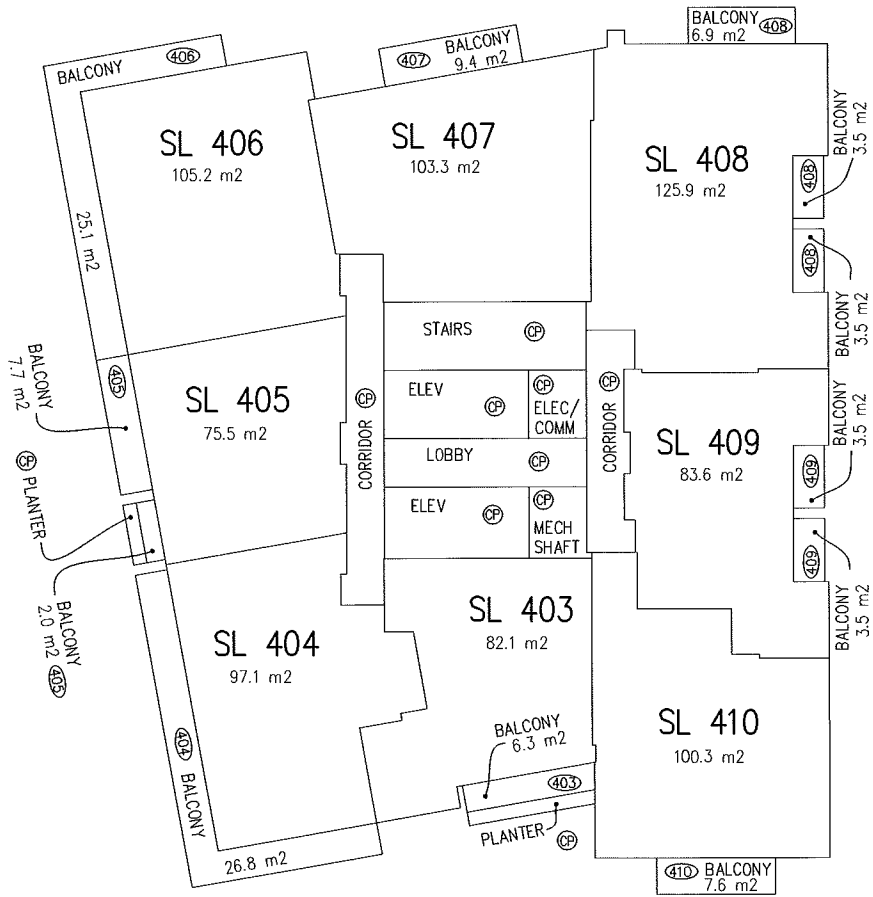 BALCONY
6.9 m2 408
406
BALCONY
407
BALCONY
9.4 m2
SL 406
105.2 m2
SL 407
103.3 m2
SL 408
125.9 m2
BALCONY
3.5 m2
408
25.1 m2
408
BALCONY
3.5 m2
STAIRS CP
BALCONY
7.7 m2
405
SL 405
75.5 m2
CP
CORRIDOR
ELEV CP
CP
ELEC/
COMM
CP
CORRIDOR
SL 409
83.6 m2
BALCONY
3.5 m2
409
LOBBY CP
CP PLANTER
ELEV CP
CP
MECH
SHAFT
409
BALCONY
3.5 m2
BALCONY
2.0 m2 405
SL 404
97.1 m2
SL 403
82.1 m2
SL 410
100.3 m2
404 BALCONY
26.8 m2
BALCONY
6.3 m2
403
PLANTER
CP
410 BALCONY
7.6 m2